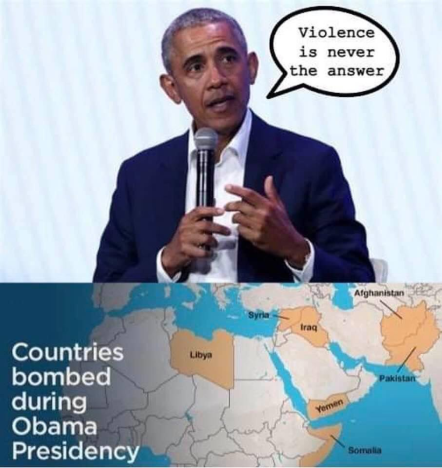 Violence
is never
the answer
Afghanistan
Syria
Iraq
Libya
Pakistan
Yemen
Somalia
Countries
bombed
during
Obama
Presidency